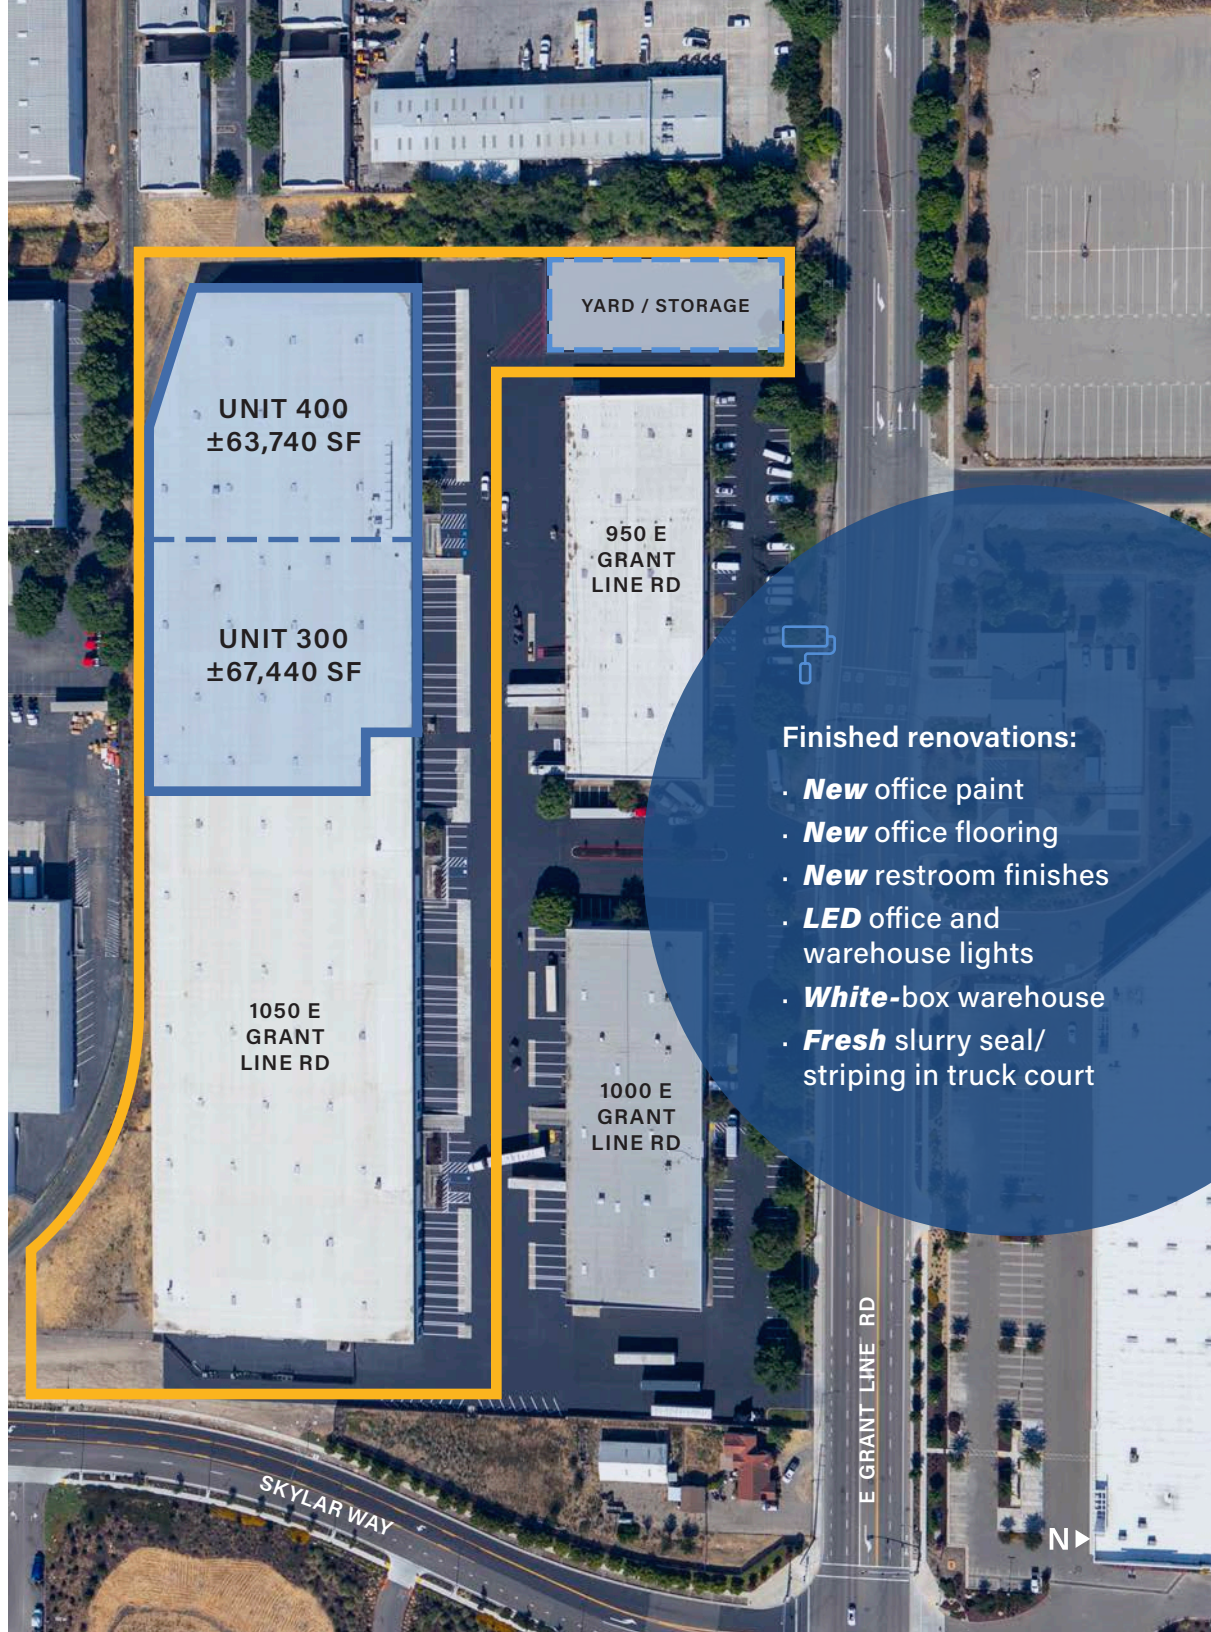 YARD / STORAGE
UNIT 400
±63,740 SF
950 E
GRANT
LINE RD
UNIT 300
±67,440 SF
Finished renovations:
· New office paint
· New office flooring
· New restroom finishes
· LED office and
warehouse lights
· White-box warehouse
· Fresh slurry seal/
striping in truck court
1050 E
GRANT
LINE RD
1000 E
GRANT
LINE RD
E GRANT LINE RD
SKYLAR WAY
N